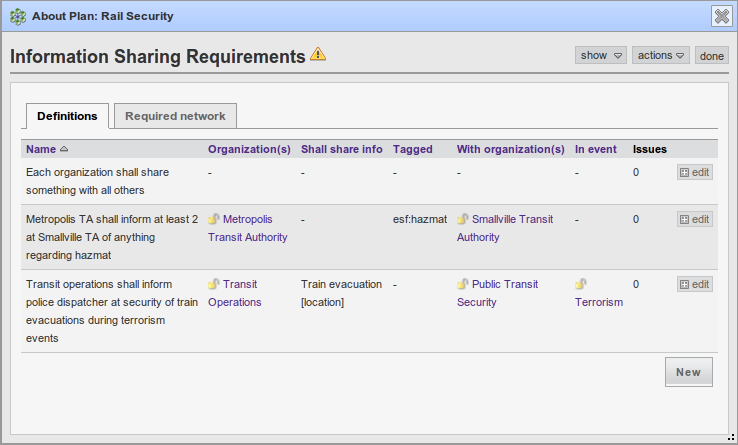 About Plan: Rail Security
Information Sharing Requirements
show actions done
Definitions Required network
Name Organization(s) Shall share info Tagged With organization(s) In event Issues
Each organization shall share - - - - - 0 edit
something with all others
Metropolis TA shall inform at least 2 Metropolis - esf:hazmat Smallville Transit - 0 edit
at Smallville TA of anything Transit Authority Authority
regarding hazmat
Transit operations shall inform Transit Train evacuation - Public Transit 0 edit
police dispatcher at security of train Operations [location] Security Terrorism
evacuations during terrorism
events
New